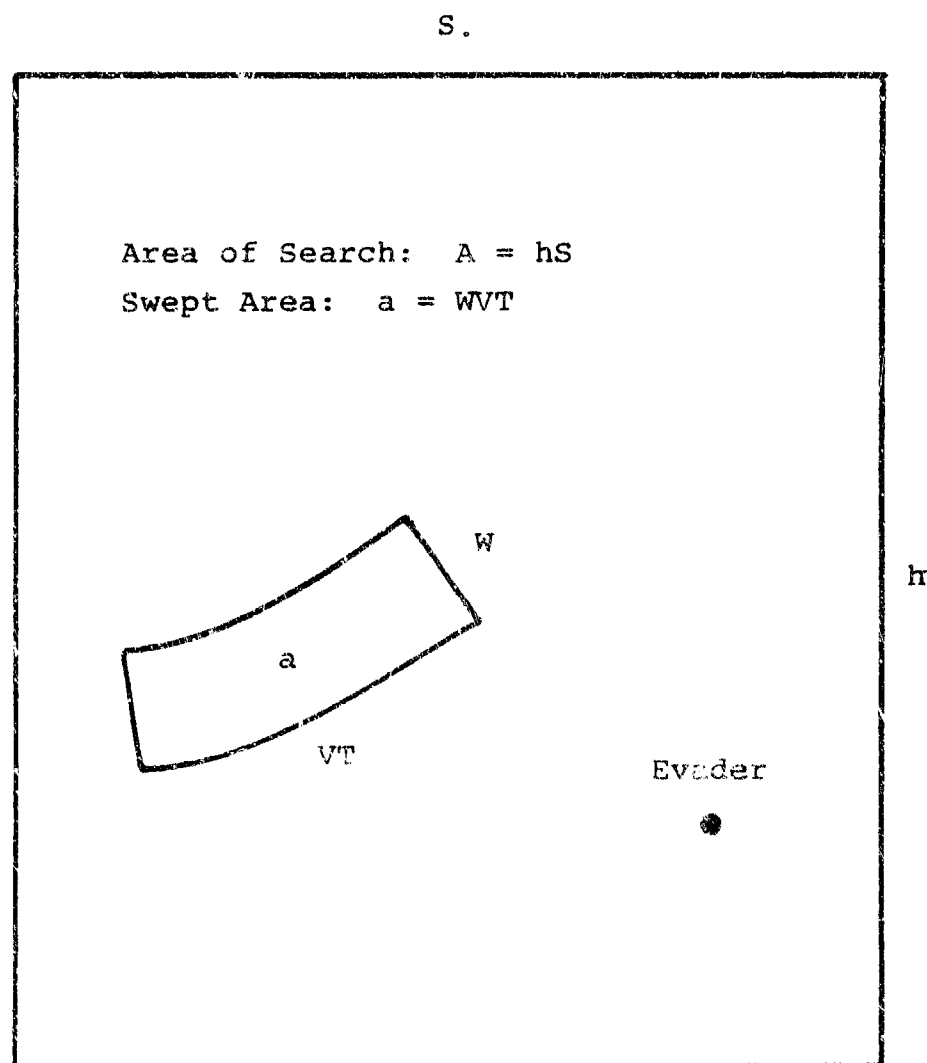 S.
Area of Search: A = hS
Swept Area: a = WVT
W
h
a
VT
Evader